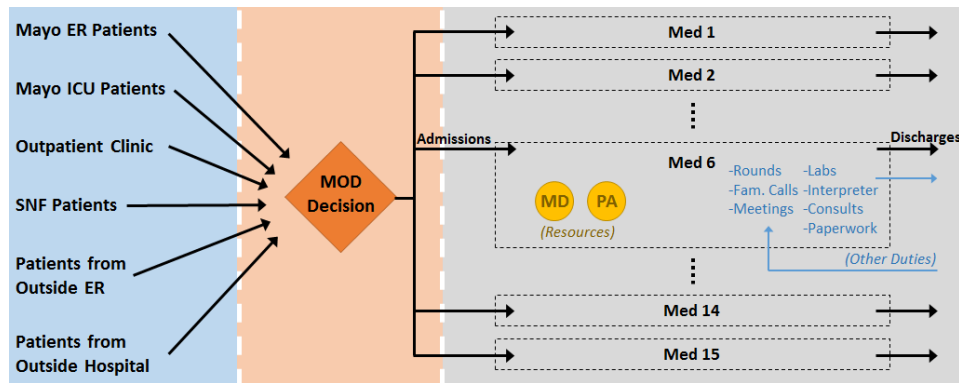 Mayo ER Patients
Mayo ICU Patients
Outpatient Clinic
SNF Patients
Patients from
Outside ER
Patients from
Outside Hospital
MOD
Decision
Med 1
Med 2
Admissions
Discharges
Med 6
MD
PA
(Resources)
-Rounds
-Labs
-Fam. Calls
-Interpreter
-Meetings
-Consults
-Paperwork
(Other Duties)
Med 14
Med 15